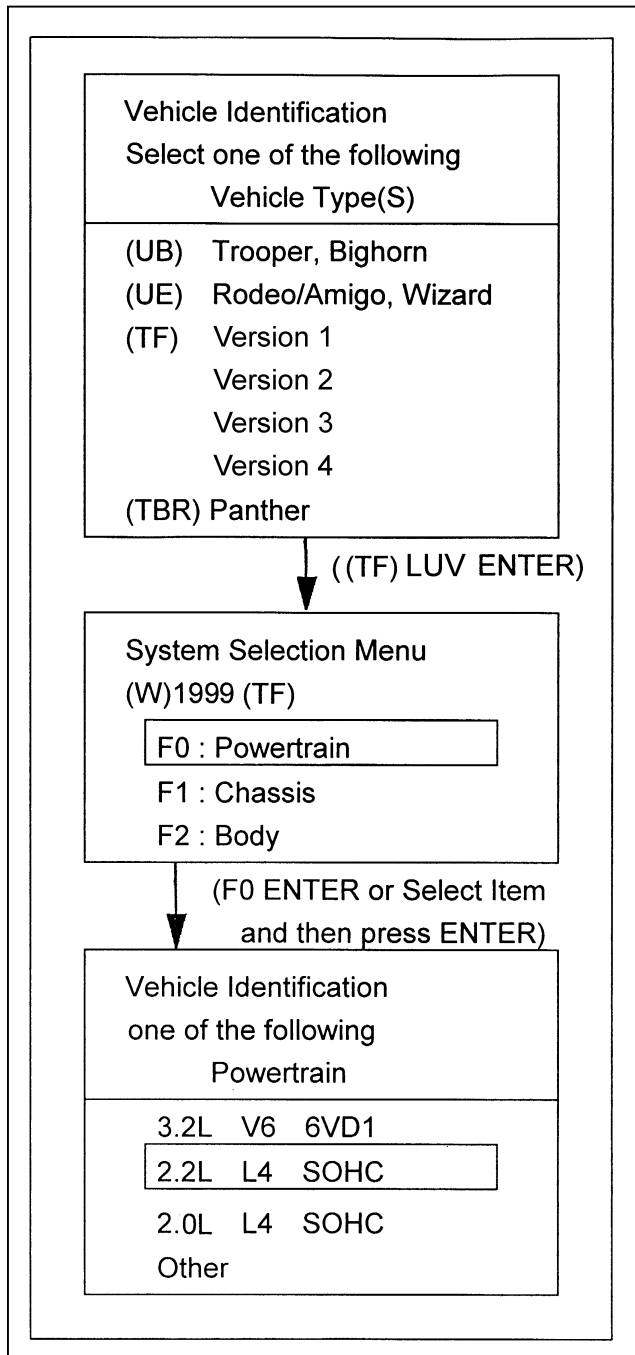 Vehicle Identification
Select one of the following
Vehicle Type(S)
(UB) Trooper, Bighorn
(UE) Rodeo/Amigo, Wizard
(TF) Version 1
Version 2
Version 3
Version 4
(TBR) Panther
((TF) LUV ENTER)
System Selection Menu
(W)1999 (TF)
F0 : Powertrain
F1 : Chassis
F2 : Body
(F0 ENTER or Select Item
and then press ENTER)
Vehicle Identification
one of the following
Powertrain
3.2L V6 6VD1
2.2L L4 SOHC
2.0L L4 SOHC
Other